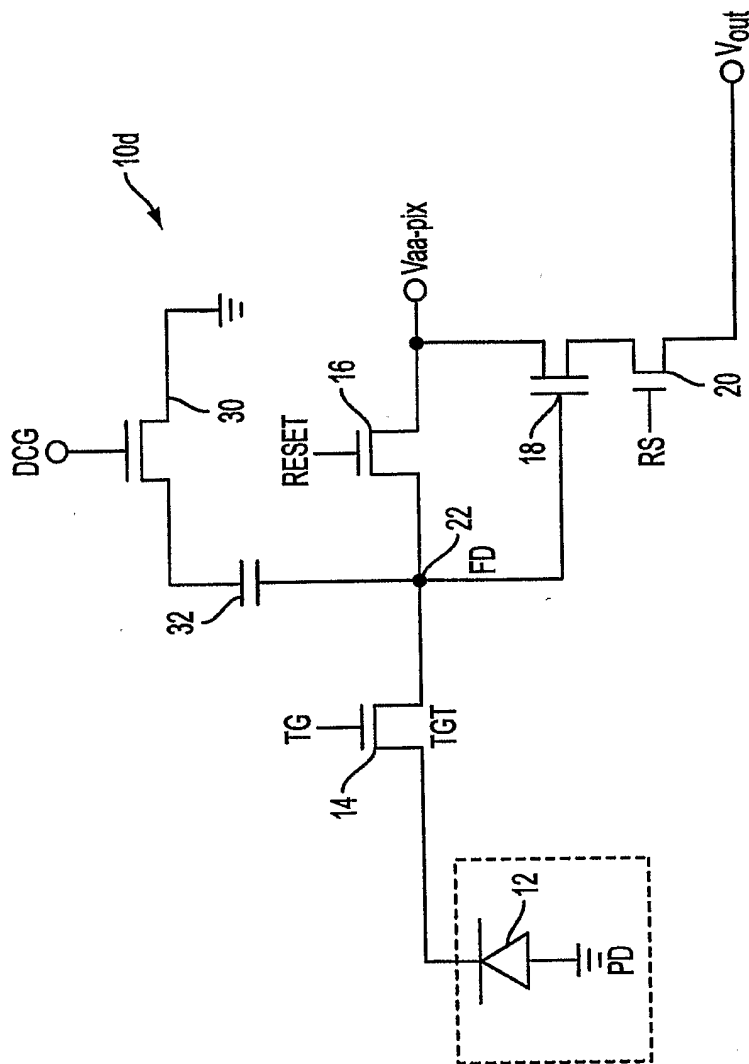 10d
DCG
30
32
Vaa-pix
RESET
16
22
FD
TG
TGT
14
18
RS
20
Vout
12
PD